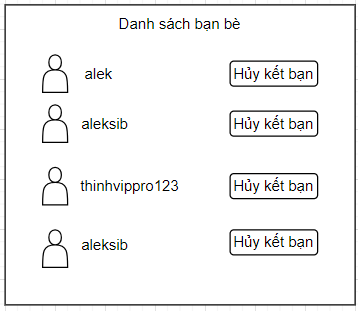 Danh sách bạn bè
alek Hủy kết bạn
aleksib Hủy kết bạn
thinhvippro123 Hủy kết bạn
aleksib Hủy kết bạn